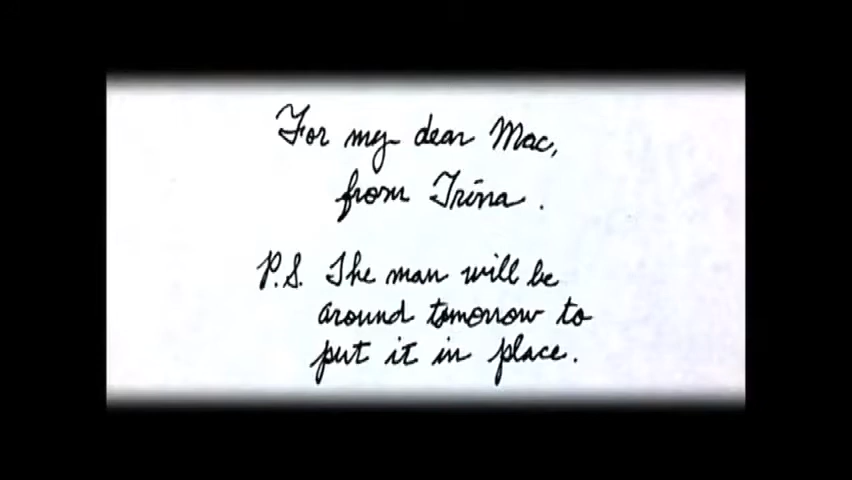 For my dear Mac,
from Trina.
P.S. The man will be
around tomorrow to
put it in place.